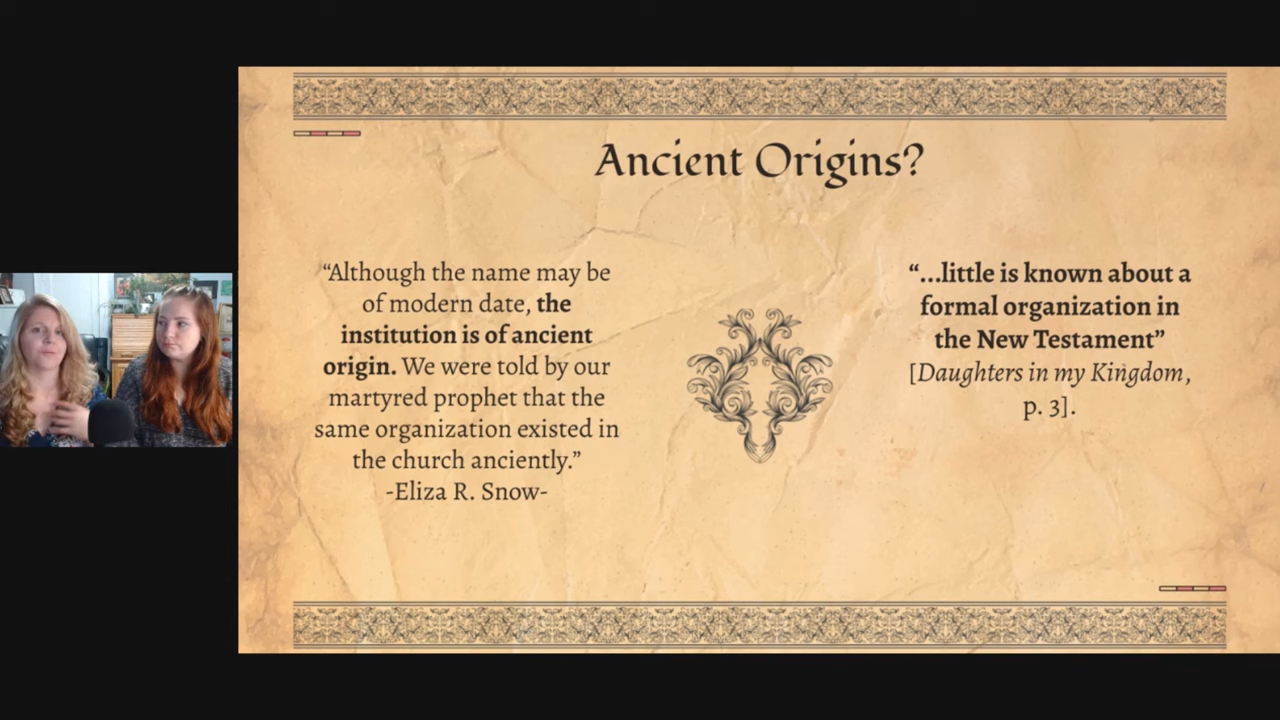 Ancient Origins?
“Although the name may be
of modern date, the
institution is of ancient
origin. We were told by our
martyred prophet that the
same organization existed in
the church anciently.”
-Eliza R. Snow-
“...little is known about a
formal organization in
the New Testament”
[Daughters in my Kingdom,
p. 3].